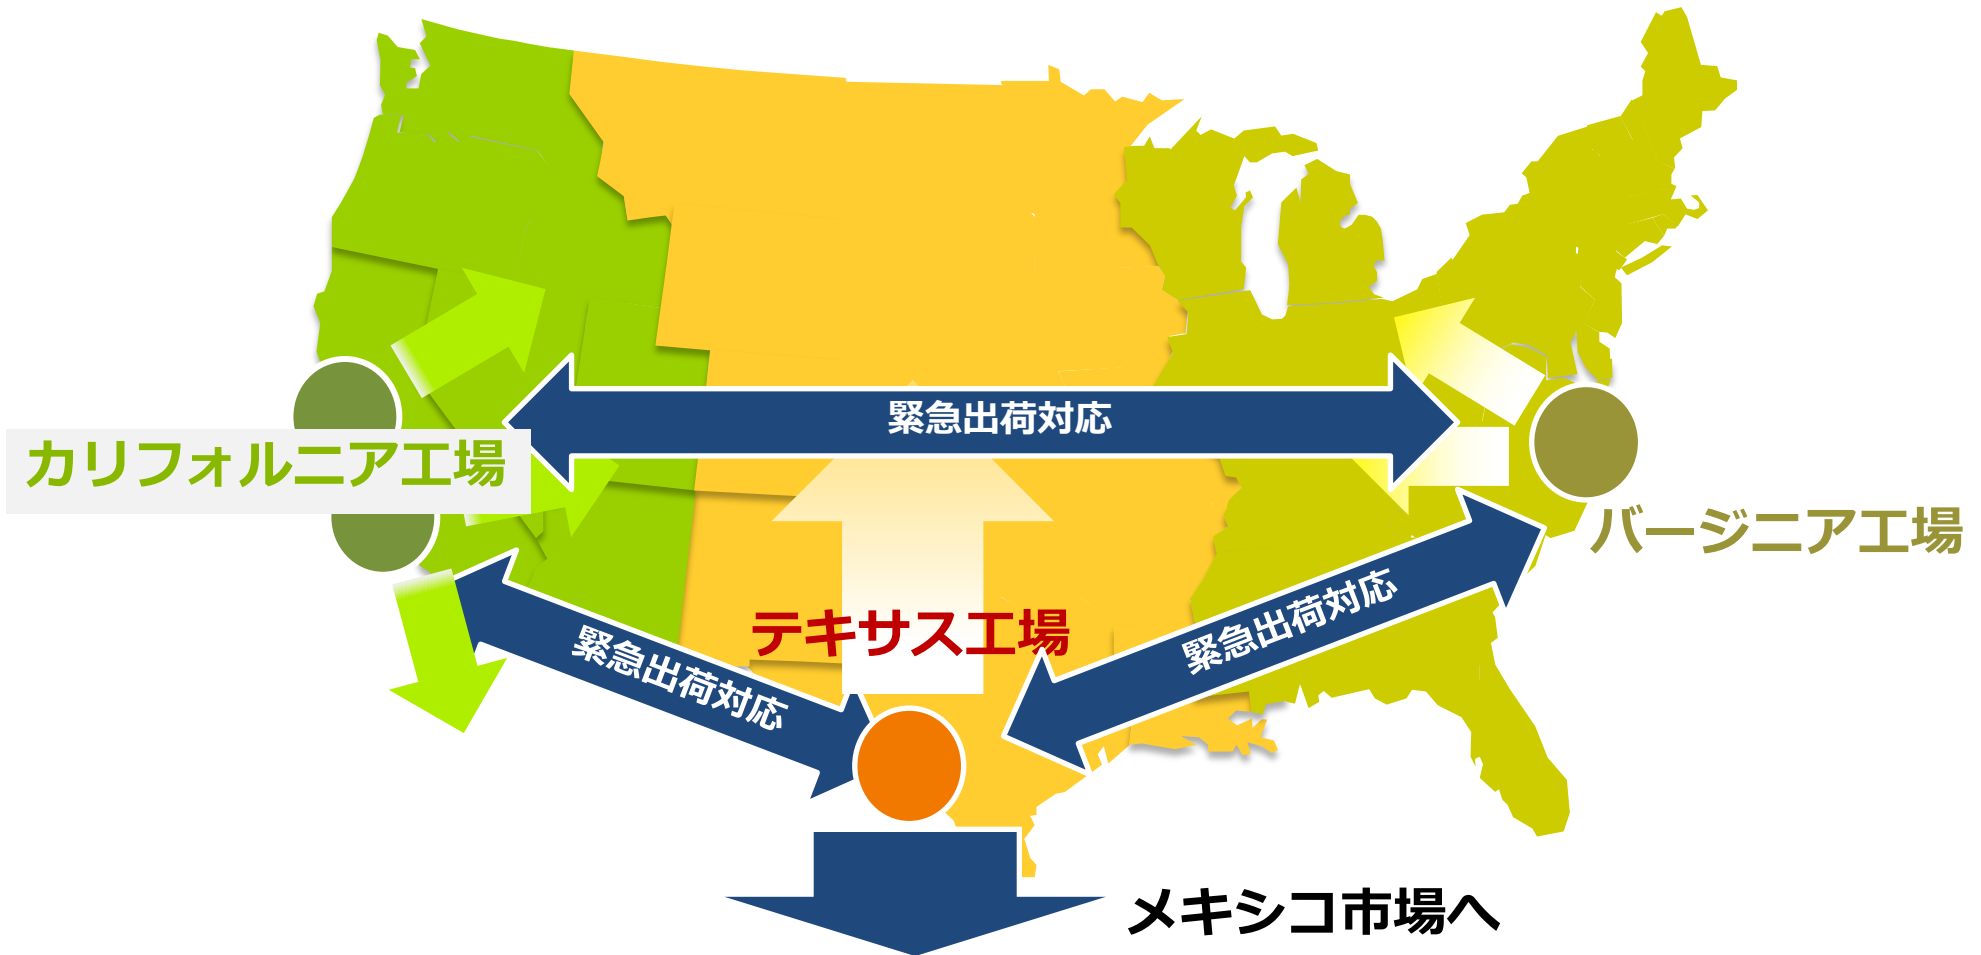 緊急出荷対応
カリフォルニア工場
バージニア工場
緊急出荷対応
テキサス工場
緊急出荷対応
メキシコ市場へ